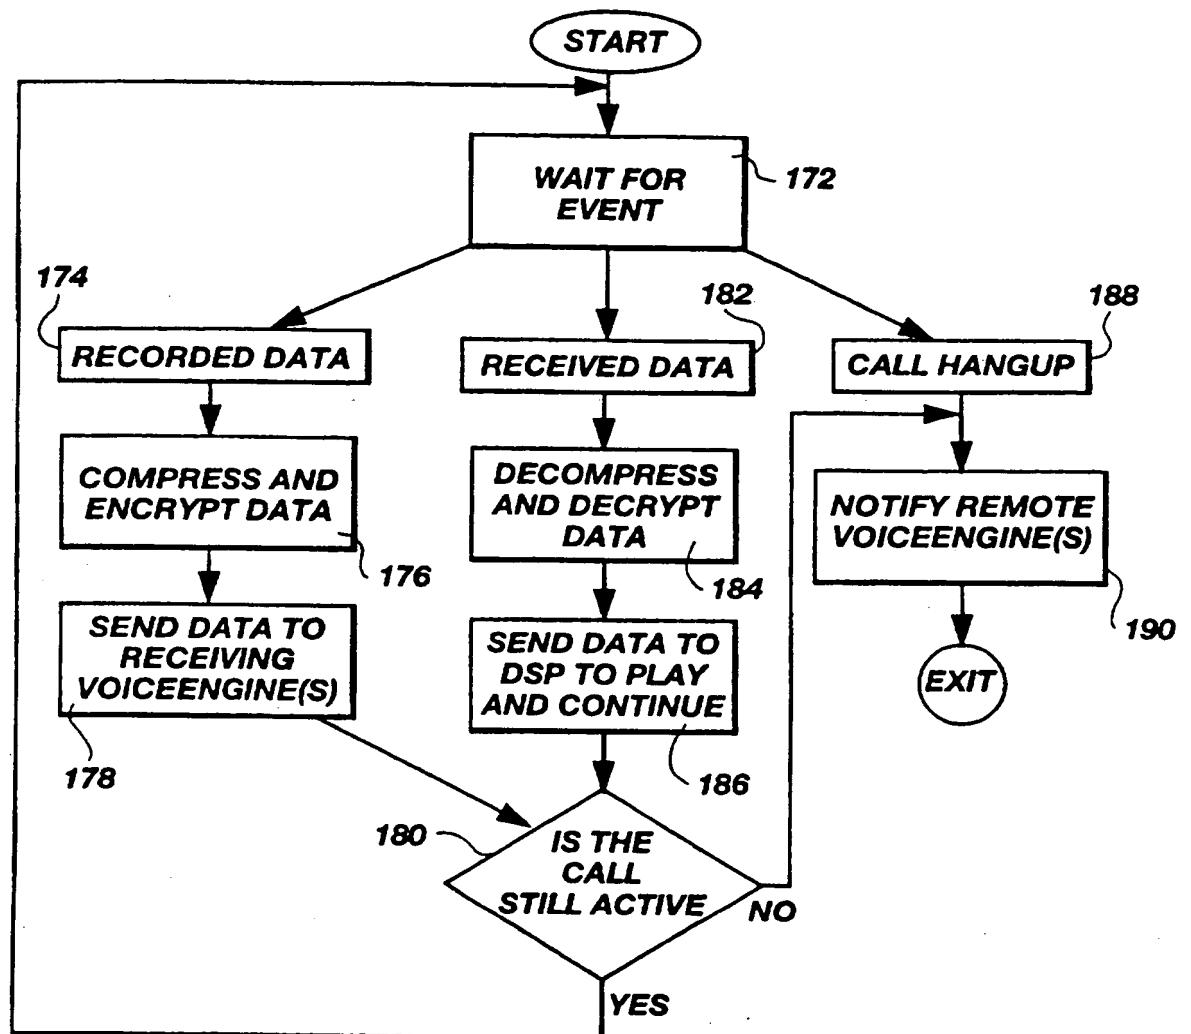 START
WAIT FOR
EVENT
172
174
RECORDED DATA
182
RECEIVED DATA
188
CALL HANGUP
COMPRESS AND
ENCRYPT DATA
176
DECOMPRESS
AND DECRYPT
DATA
184
NOTIFY REMOTE
VOICEENGINE(S)
190
SEND DATA TO
RECEIVING
VOICEENGINE(S)
178
SEND DATA TO
DSP TO PLAY
AND CONTINUE
186
EXIT
180
IS THE
CALL
STILL ACTIVE
NO
YES